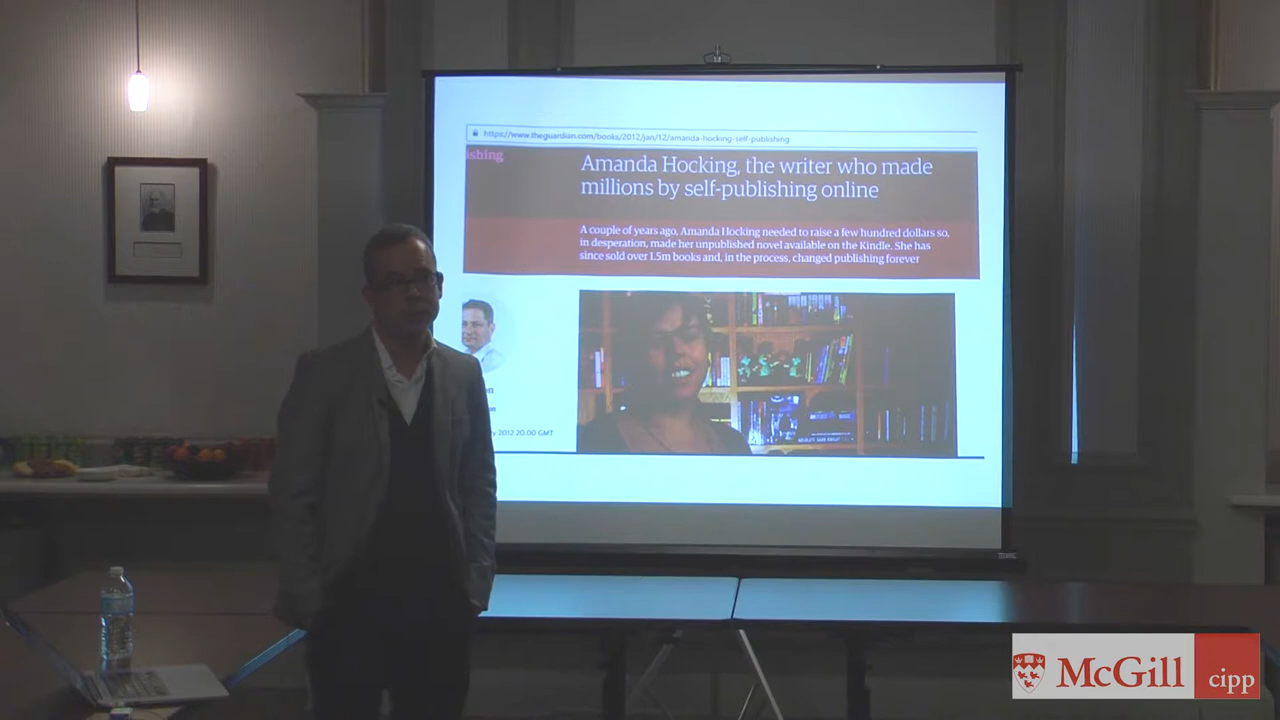 https://www.theguardian.com/books/2012/jan/12/amanda-hocking-self-publishing
ishing
Amanda Hocking, the writer who made
millions by self-publishing online
A couple of years ago, Amanda Hocking needed to raise a few hundred dollars so,
in desperation, made her unpublished novel available on the Kindle. She has
since sold over 1.5m books and, in the process, changed publishing forever
on
on
y 2012 20.00 GMT
McGill
cipp